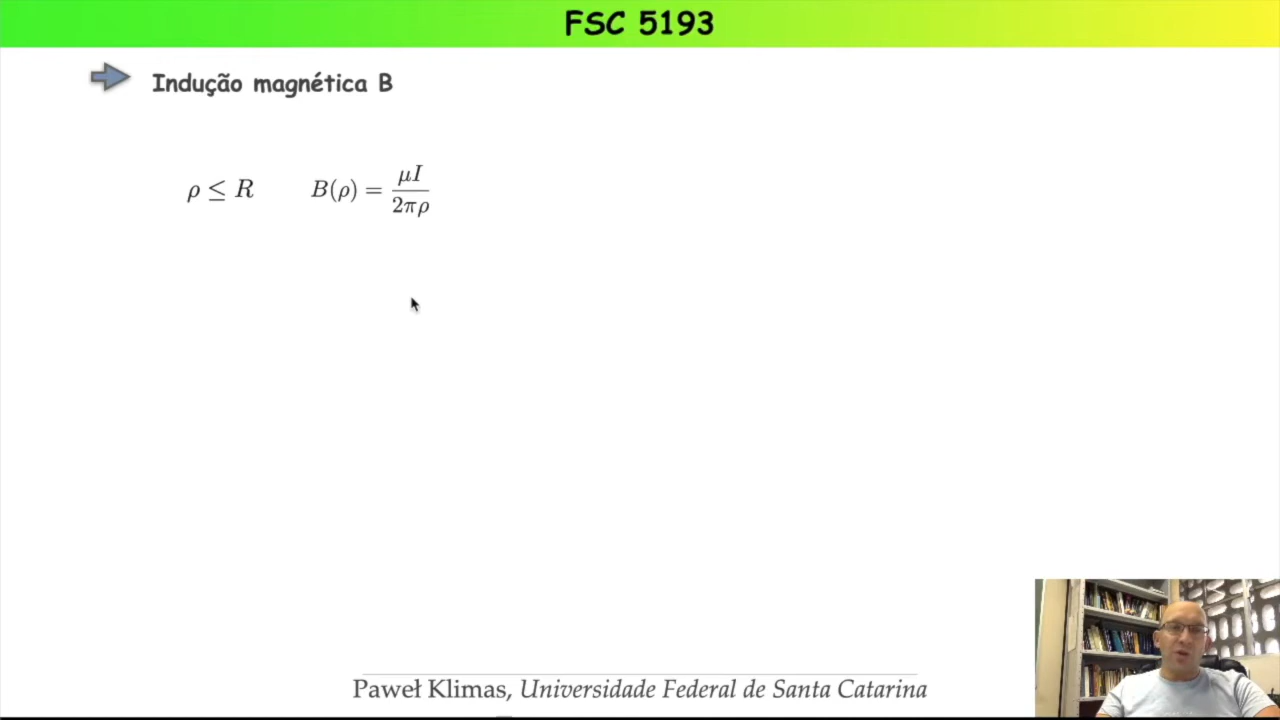 FSC 5193
Indução magnética B
ρ ≤ R B(ρ) = μI / 2πρ
Paweł Klimas, Universidade Federal de Santa Catarina